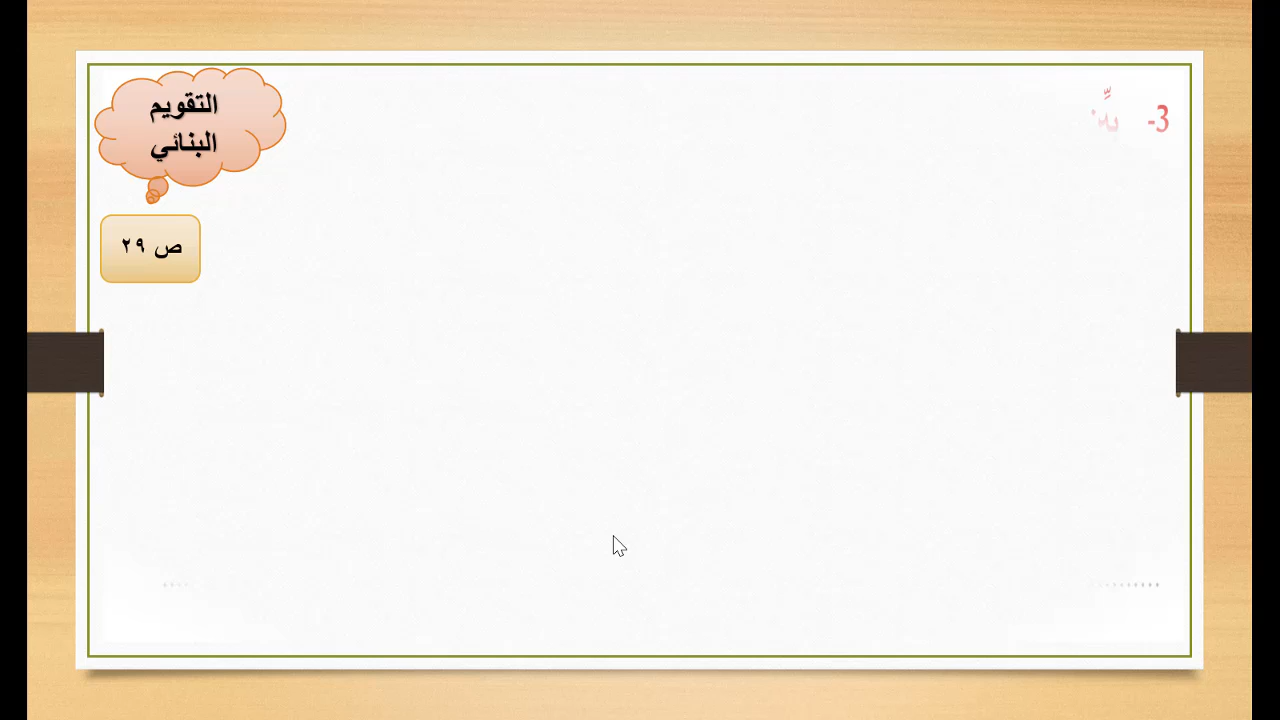 التقويم
البنائي
3-
ص ٢٩